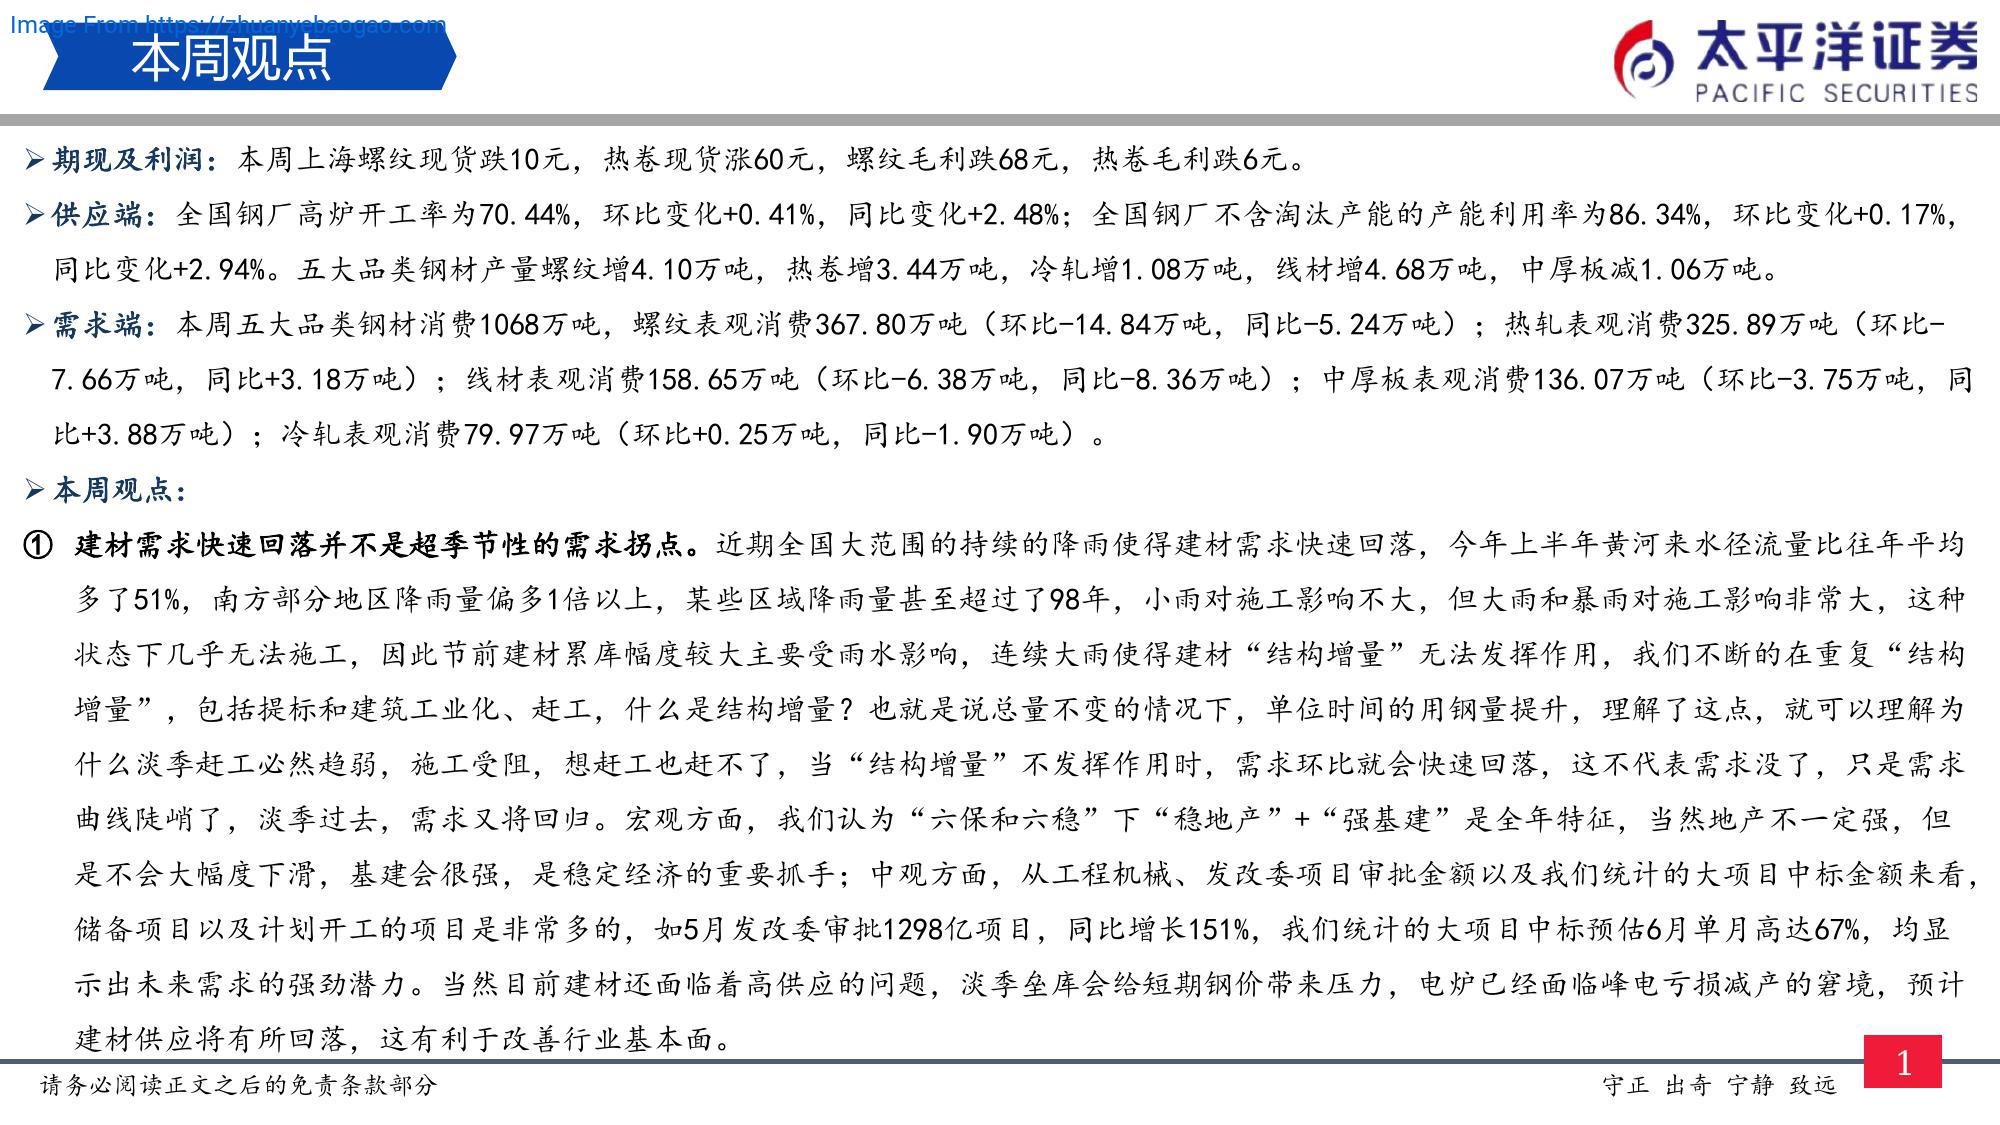 Image From https://zhuanyebaogao.com
本周观点
太平洋证券
PACIFIC SECURITIES
➢期现及利润：本周上海螺纹现货跌10元，热卷现货涨60元，螺纹毛利跌68元，热卷毛利跌6元。
➢供应端：全国钢厂高炉开工率为70.44%，环比变化+0.41%，同比变化+2.48%；全国钢厂不含淘汰产能的产能利用率为86.34%，环比变化+0.17%，
同比变化+2.94%。五大品类钢材产量螺纹增4.10万吨，热卷增3.44万吨，冷轧增1.08万吨，线材增4.68万吨，中厚板减1.06万吨。
➢需求端：本周五大品类钢材消费1068万吨，螺纹表观消费367.80万吨（环比-14.84万吨，同比-5.24万吨）；热轧表观消费325.89万吨（环比-
7.66万吨，同比+3.18万吨）；线材表观消费158.65万吨（环比-6.38万吨，同比-8.36万吨）；中厚板表观消费136.07万吨（环比-3.75万吨，同
比+3.88万吨）；冷轧表观消费79.97万吨（环比+0.25万吨，同比-1.90万吨）。
➢本周观点：
① 建材需求快速回落并不是超季节性的需求拐点。近期全国大范围的持续的降雨使得建材需求快速回落，今年上半年黄河来水径流量比往年平均
多了51%，南方部分地区降雨量偏多1倍以上，某些区域降雨量甚至超过了98年，小雨对施工影响不大，但大雨和暴雨对施工影响非常大，这种
状态下几乎无法施工，因此节前建材累库幅度较大主要受雨水影响，连续大雨使得建材“结构增量”无法发挥作用，我们不断的在重复“结构
增量”，包括提标和建筑工业化、赶工，什么是结构增量？也就是说总量不变的情况下，单位时间的用钢量提升，理解了这点，就可以理解为
什么淡季赶工必然趋弱，施工受阻，想赶工也赶不了，当“结构增量”不发挥作用时，需求环比就会快速回落，这不代表需求没了，只是需求
曲线陡峭了，淡季过去，需求又将回归。宏观方面，我们认为“六保和六稳”下“稳地产”+“强基建”是全年特征，当然地产不一定强，但
是不会大幅度下滑，基建会很强，是稳定经济的重要抓手；中观方面，从工程机械、发改委项目审批金额以及我们统计的大项目中标金额来看，
储备项目以及计划开工的项目是非常多的，如5月发改委审批1298亿项目，同比增长151%，我们统计的大项目中标预估6月单月高达67%，均显
示出未来需求的强劲潜力。当然目前建材还面临着高供应的问题，淡季垒库会给短期钢价带来压力，电炉已经面临峰电亏损减产的窘境，预计
建材供应将有所回落，这有利于改善行业基本面。
请务必阅读正文之后的免责条款部分
守正 出奇 宁静 致远
1